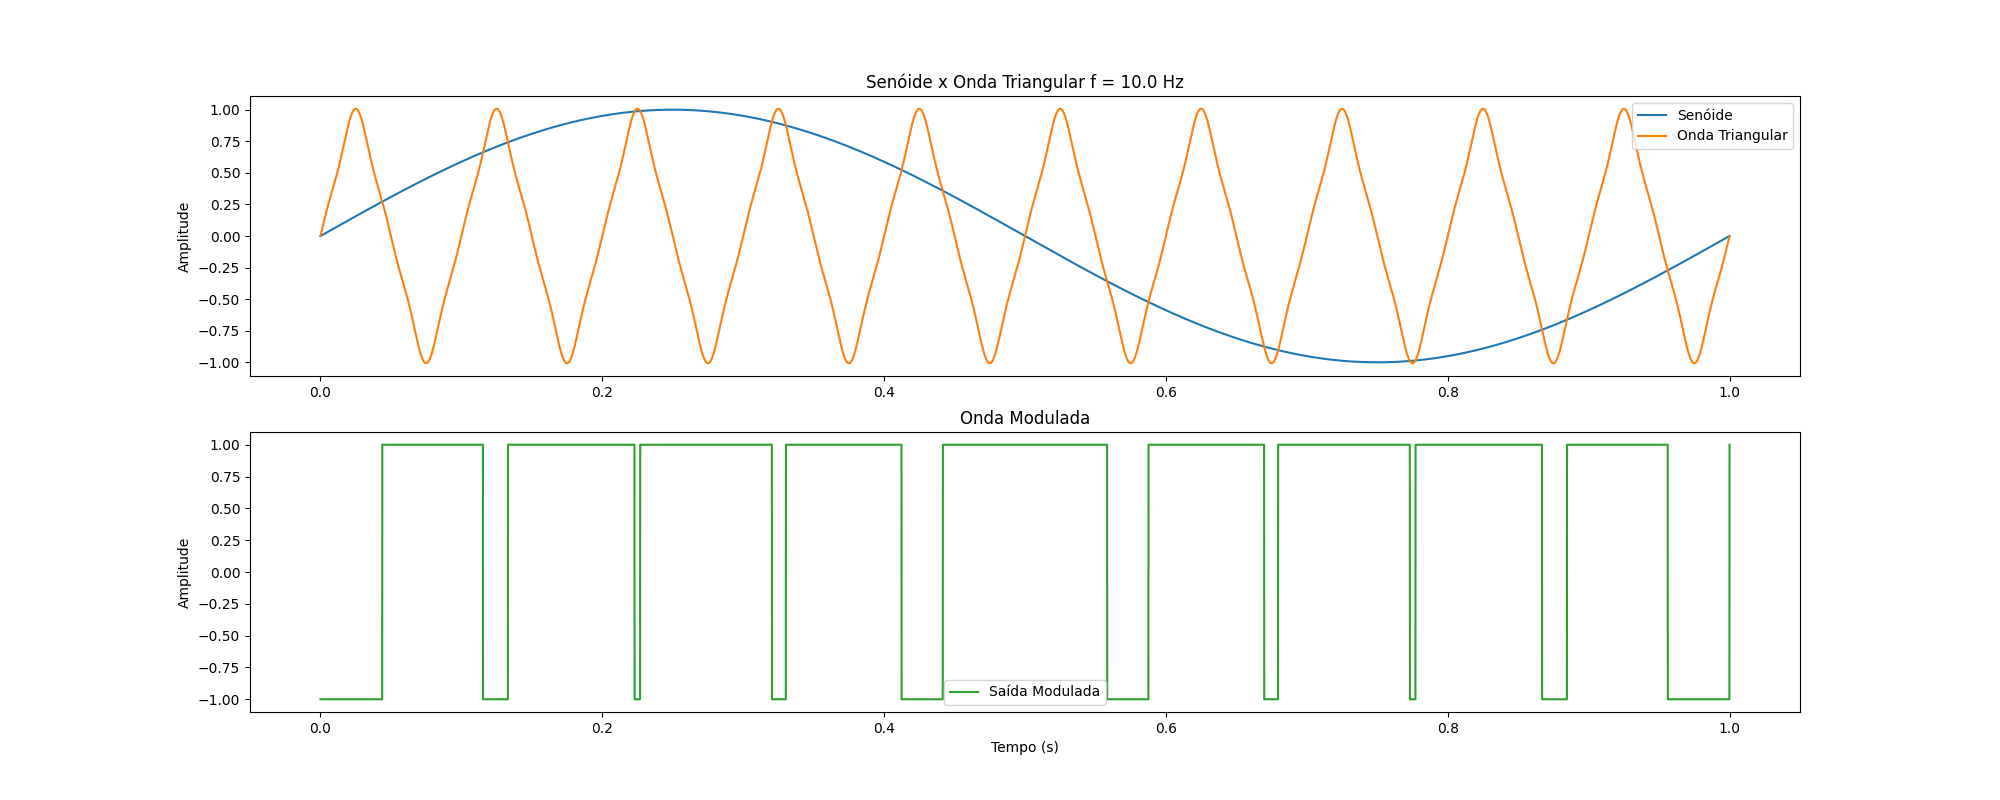 Senóide x Onda Triangular f = 10.0 Hz
Amplitude
1.00
0.75
0.50
0.25
0.00
−0.25
−0.50
−0.75
−1.00
Senóide
Onda Triangular
0.0 0.2 0.4 0.6 0.8 1.0
Onda Modulada
Amplitude
1.00
0.75
0.50
0.25
0.00
−0.25
−0.50
−0.75
−1.00
Saída Modulada
0.0 0.2 0.4 0.6 0.8 1.0
Tempo (s)